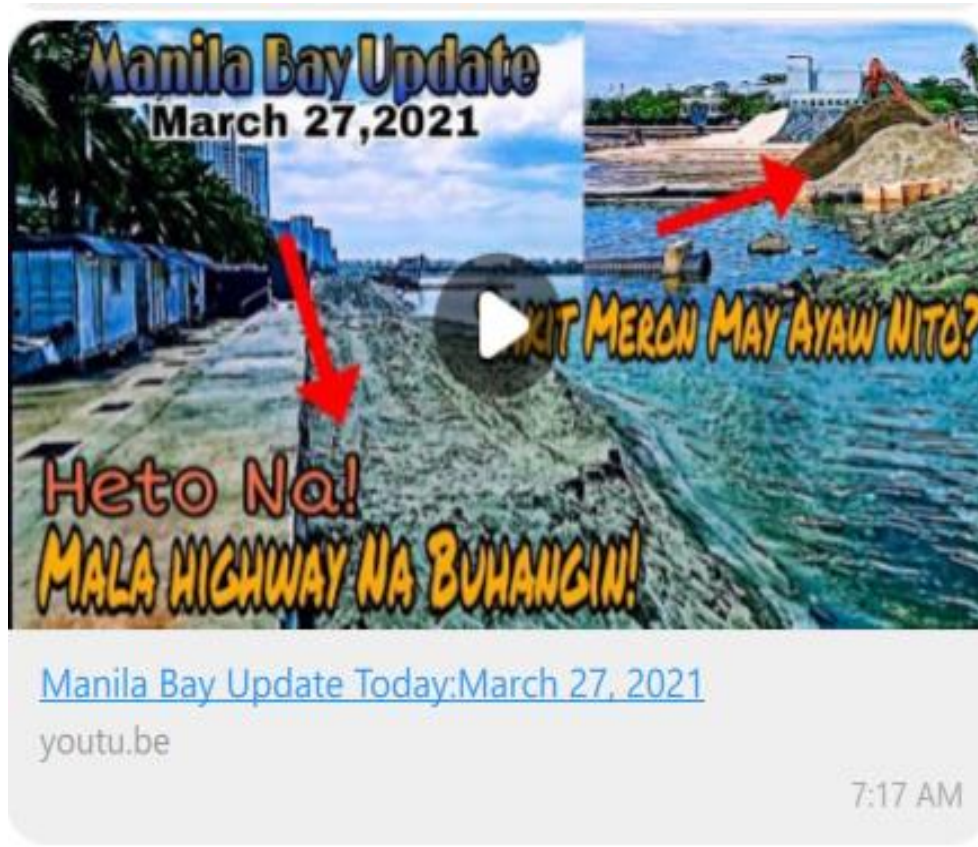 Manila Bay Update
March 27,2021
KIT MERON MAY AYAW NITO?
Heto Na!
MALA HIGHWAY NA BUHANGIN!
Manila Bay Update Today:March 27, 2021
youtu.be
7:17 AM